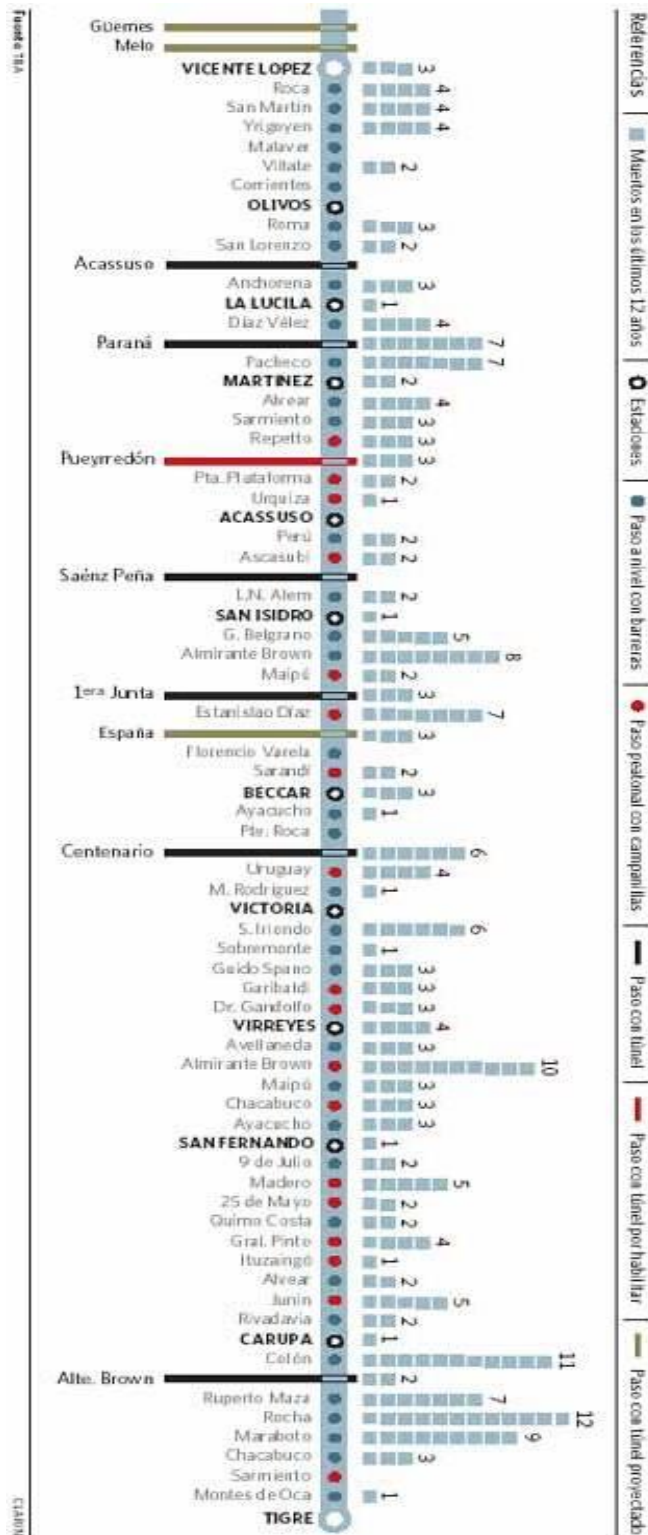 Referencias
Muertos en los últimos 12 años
Estaciones
Paso a nivel con barreras
Paso peatonal con campanillas
Paso con túnel
Paso con túnel por habilitar
Paso con túnel proyectado
Güemes
Melo
VICENTE LOPEZ 3
Roca 4
San Martín 4
Yrigoyen 4
Malaver
Villate 2
Corrientes
OLIVOS
Roma 3
San Lorenzo 2
Acassuso
Anchorena 3
LA LUCILA 1
Díaz Vélez 4
Paraná 7
Pacheco 7
MARTINEZ 2
Alvear 4
Sarmiento 3
Repetto 3
Pueyrredón 3
Pta. Plataforma 2
Urquiza 1
ACASSUSO
Perú 2
Ascasubi 2
Saénz Peña
L.N. Alem 2
SAN ISIDRO 1
G. Belgrano 5
Almirante Brown 8
Maipú 2
1era Junta 3
Estanislao Díaz 7
España 3
Florencio Varela
Sarandí 2
BECCAR 3
Ayacucho 1
Pte. Roca
Centenario 6
Uruguay 4
M. Rodríguez 1
VICTORIA
S. Iriondo 6
Sobremonte 1
Guido Spano 3
Garibaldi 3
Dr. Gandolfo 3
VIRREYES 4
Avellaneda 3
Almirante Brown 10
Maipú 3
Chacabuco 3
Ayacucho 3
SAN FERNANDO 1
9 de Julio 2
Madero 5
25 de Mayo 2
Quirno Costa 2
Gral. Pinto 4
Ituzaingó 1
Alvear 2
Junín 5
Rivadavia 2
CARUPA 1
Colón 11
Alte. Brown 2
Ruperto Maza 7
Rocha 12
Maraboto 9
Chacabuco 3
Sarmiento
Montes de Oca 1
TIGRE
Fuente TBA
CLARIN